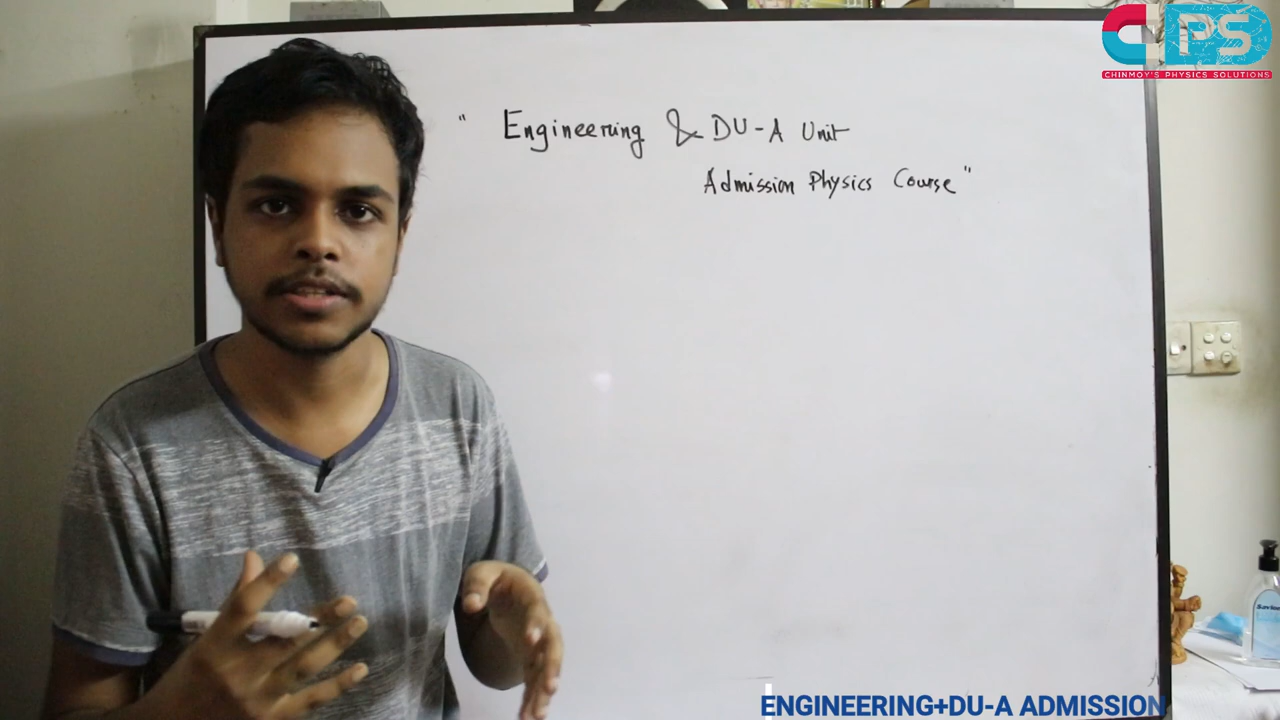 CPS
CHINMOY'S PHYSICS SOLUTIONS
" Engineering & DU-A Unit
Admission Physics Course"
ENGINEERING+DU-A ADMISSION